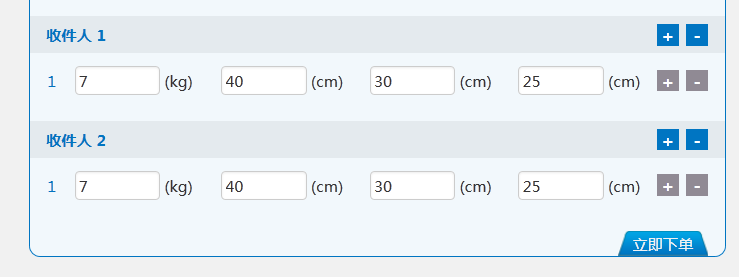 收件人 1 + -
1 7 (kg) 40 (cm) 30 (cm) 25 (cm) + -
收件人 2 + -
1 7 (kg) 40 (cm) 30 (cm) 25 (cm) + -
立即下单